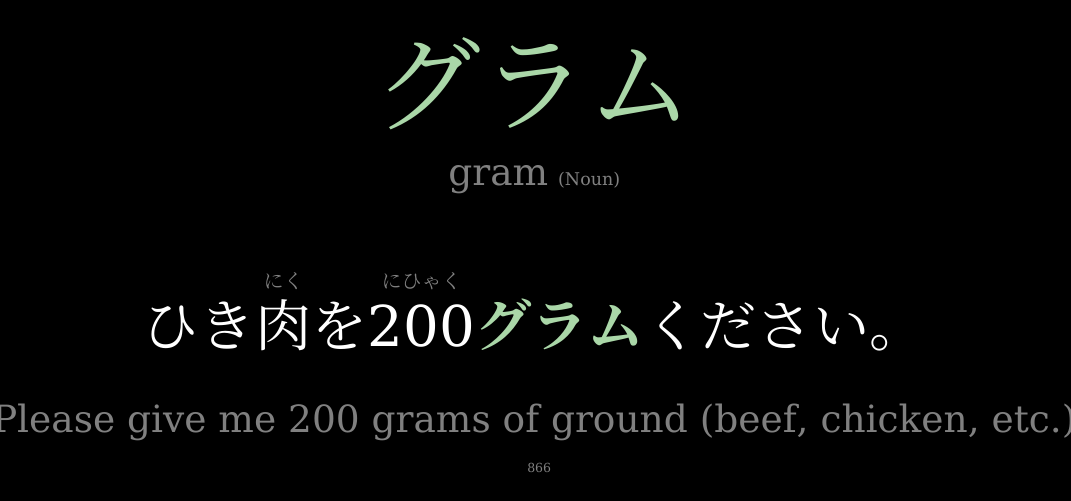 グラム
gram (Noun)
にく にひゃく
ひき肉を200グラムください。
Please give me 200 grams of ground (beef, chicken, etc.)
866